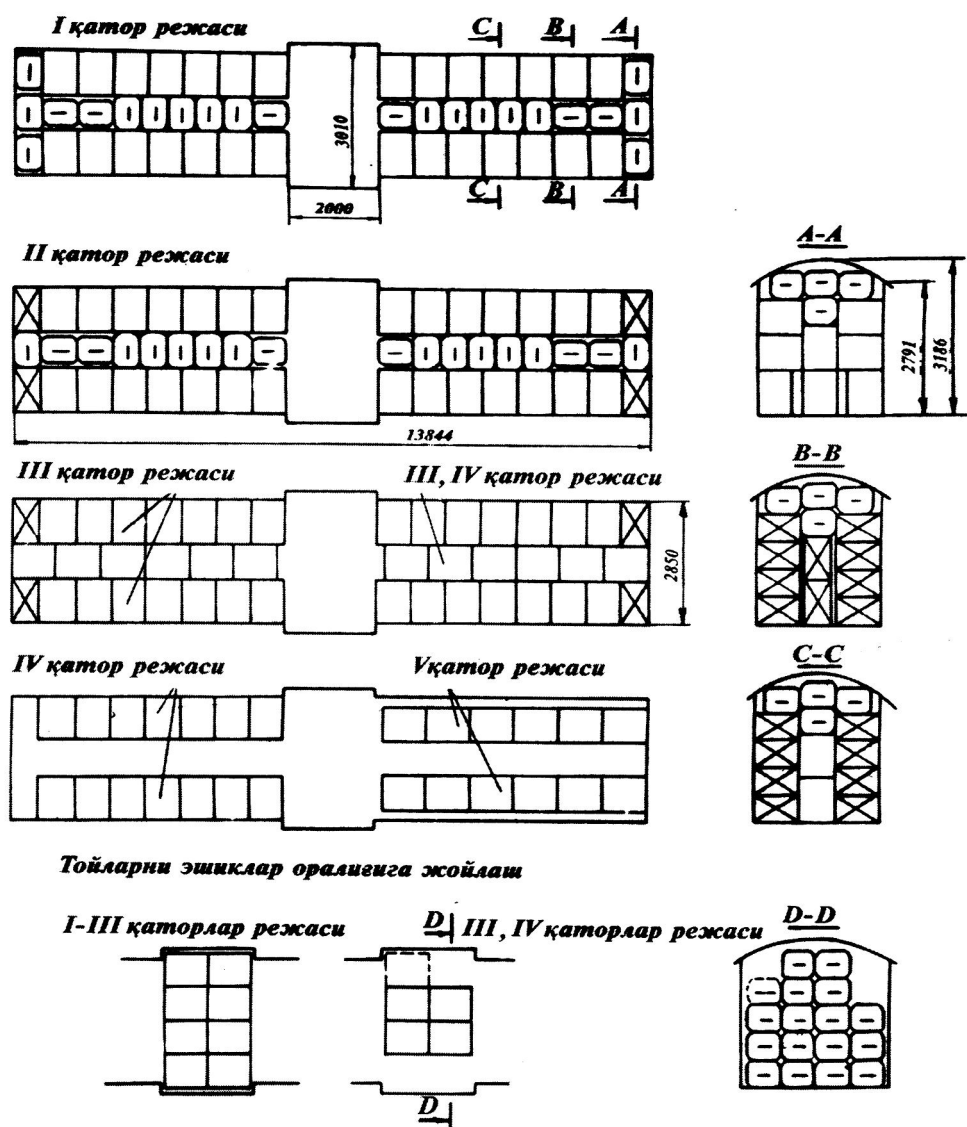 I қатор режаси
C
B
A
3010
2000
C
B
A
II қатор режаси
A-A
2791
3186
13844
III қатор режаси
III, IV қатор режаси
B-B
2850
IV қатор режаси
Vқатор режаси
C-C
Тойларни эшиклар оралиғига жойлаш
I-III қаторлар режаси
D
III, IV қаторлар режаси
D-D
D